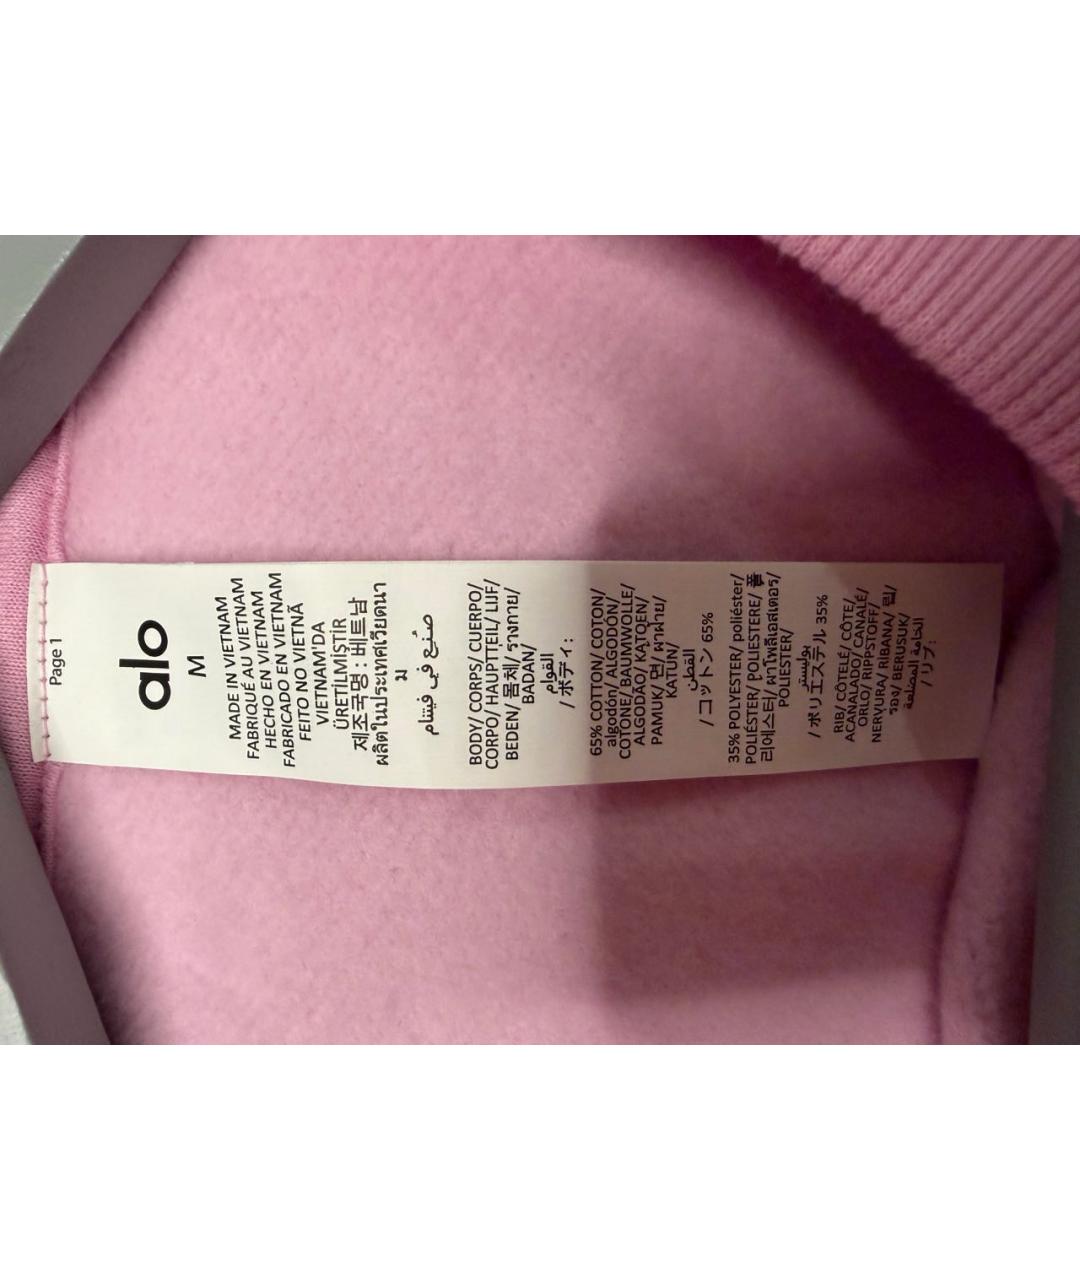 Page 1
alo
M
MADE IN VIETNAM
FABRIQUÉ AU VIETNAM
HECHO EN VIETNAM
FABRICADO EN VIETNAM
FEITO NO VIETNÃ
VIETNAM'DA
ÜRETİLMİŞTİR
제조국명 : 베트남
ผลิตในประเทศเวียดนา
ม
صُنِع في فيتنام
BODY/ CORPS/ CUERPO/
CORPO/ HAUPTTEIL/ LIJF/
BEDEN/ 몸체/ รางกาย/
BADAN/
القوام
/ ボディ :
65% COTTON/ COTON/
algodón/ ALGODÓN/
COTONE/ BAUMWOLLE/
ALGODÃO/ KATOEN/
PAMUK/ 면/ ผาฝาย/
KATUN/
القطن
/ コットン 65%
35% POLYESTER/ poliéster/
POLIÉSTER/ POLIESTERE/ 폴
리에스터/ ผาโพลีเอสเตอร/
POLIESTER/
بوليستر
/ ポリエステル 35%
RIB/ CÔTELÉ/ CÔTE/
ACANALADO/ CANALÉ/
ORLO/ RIPPSTOFF/
NERVURA/ RIBANA/ 립/
รอง/ BERUSUK/
الخامة المضلعة
/ リブ :